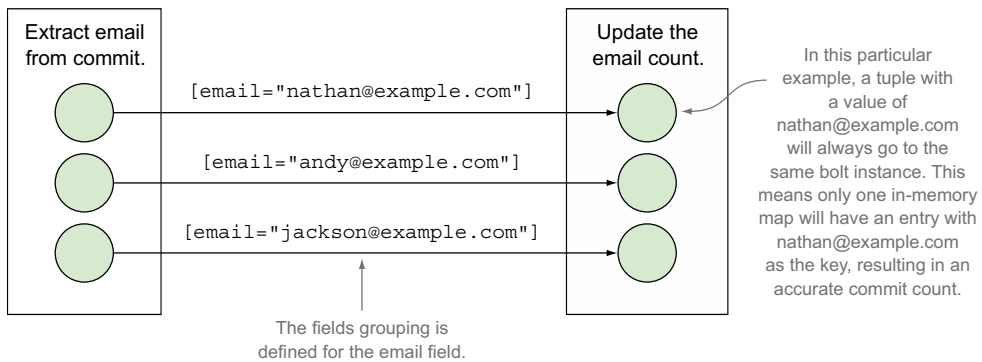 Extract email
from commit.
Update the
email count.
[email="nathan@example.com"]
[email="andy@example.com"]
[email="jackson@example.com"]
In this particular
example, a tuple with
a value of
nathan@example.com
will always go to the
same bolt instance. This
means only one in-memory
map will have an entry with
nathan@example.com
as the key, resulting in an
accurate commit count.
The fields grouping is
defined for the email field.